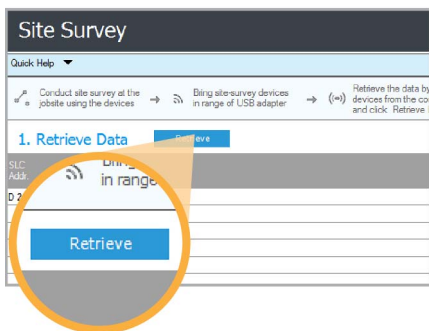 Site Survey
Quick Help
Conduct site survey at the
jobsite using the devices
Bring site-survey devices
in range of USB adapter
Retrieve the data by
devices from the co
and click Retrieve
1. Retrieve Data
Retrieve
SLC
Addr.
Bring
in range
D 2
Retrieve